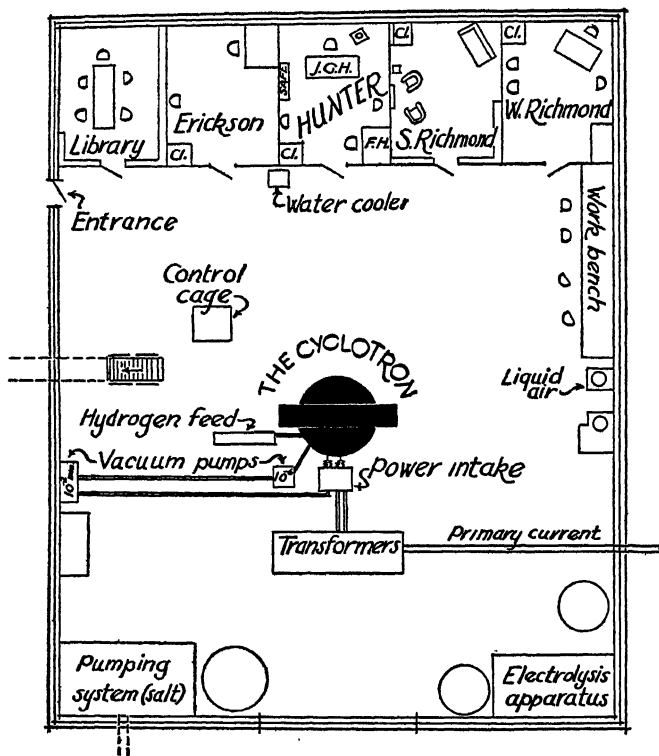 Cl.
Cl.
J.G.H.
SAFE
HUNTER
Erickson
W. Richmond
Library
S. Richmond
F.H.
Cl.
Cl.
Entrance
Water cooler
Work bench
Control
cage
THE CYCLOTRON
Liquid
air
Hydrogen feed
Vacuum pumps
Power intake
Transformers
Primary current
Pumping
system (salt)
Electrolysis
apparatus